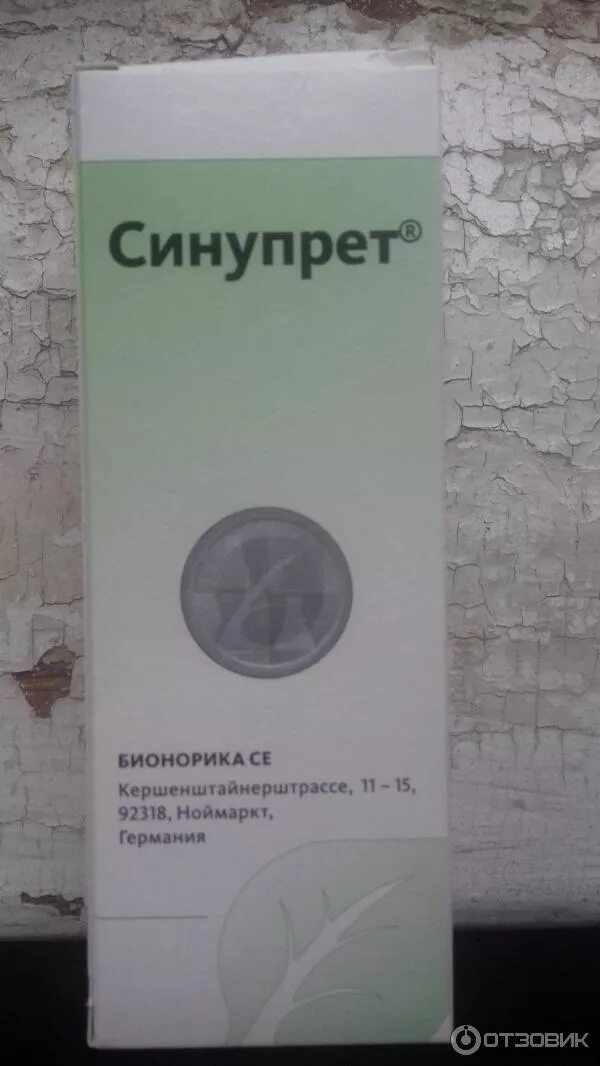 Синупрет®
БИОНОРИКА СЕ
Кершенштайнерштрассе, 11 – 15,
92318, Ноймаркт,
Германия
ОТЗОВИК